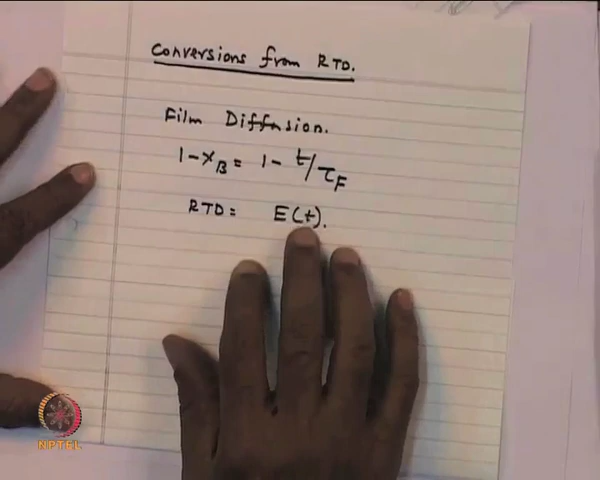 Conversions from RTD.
Film Diffusion.
1-x_B = 1 - t/τ_F
RTD = E(t).
NPTEL